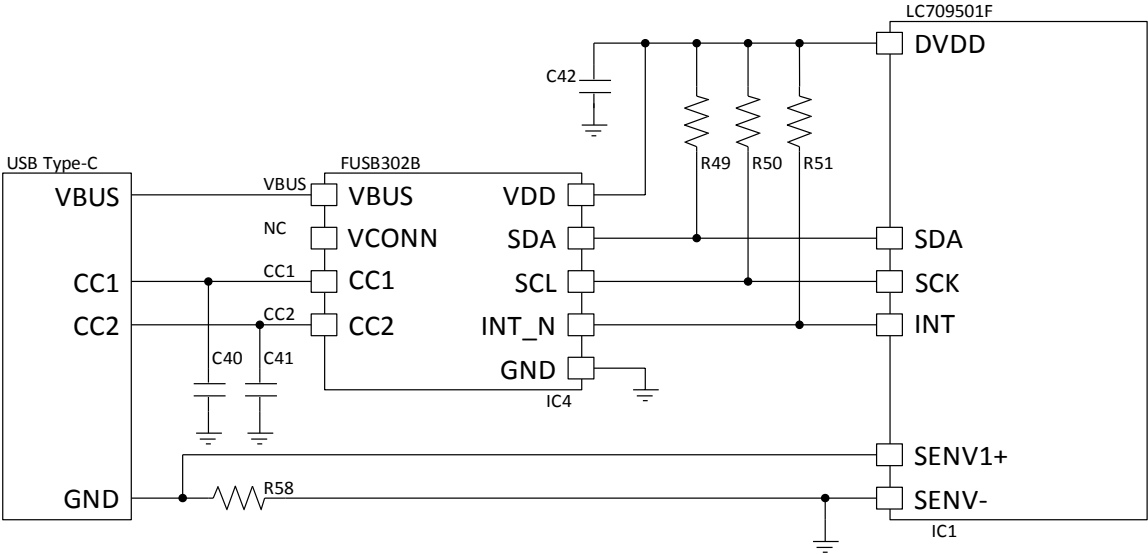 LC709501F
DVDD
C42
R49
R50
R51
USB Type-C
FUSB302B
VBUS
VBUS
VBUS
VDD
NC
VCONN
SDA
SDA
CC1
CC1
CC1
SCL
SCK
CC2
CC2
CC2
INT_N
INT
C40
C41
GND
IC4
SENV1+
GND
R58
SENV-
IC1